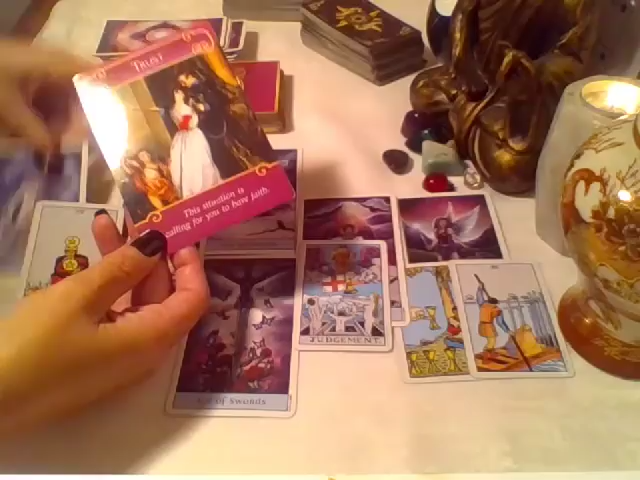 TRUST
This situation is
calling for you to have faith.
JUDGEMENT.
of Swords